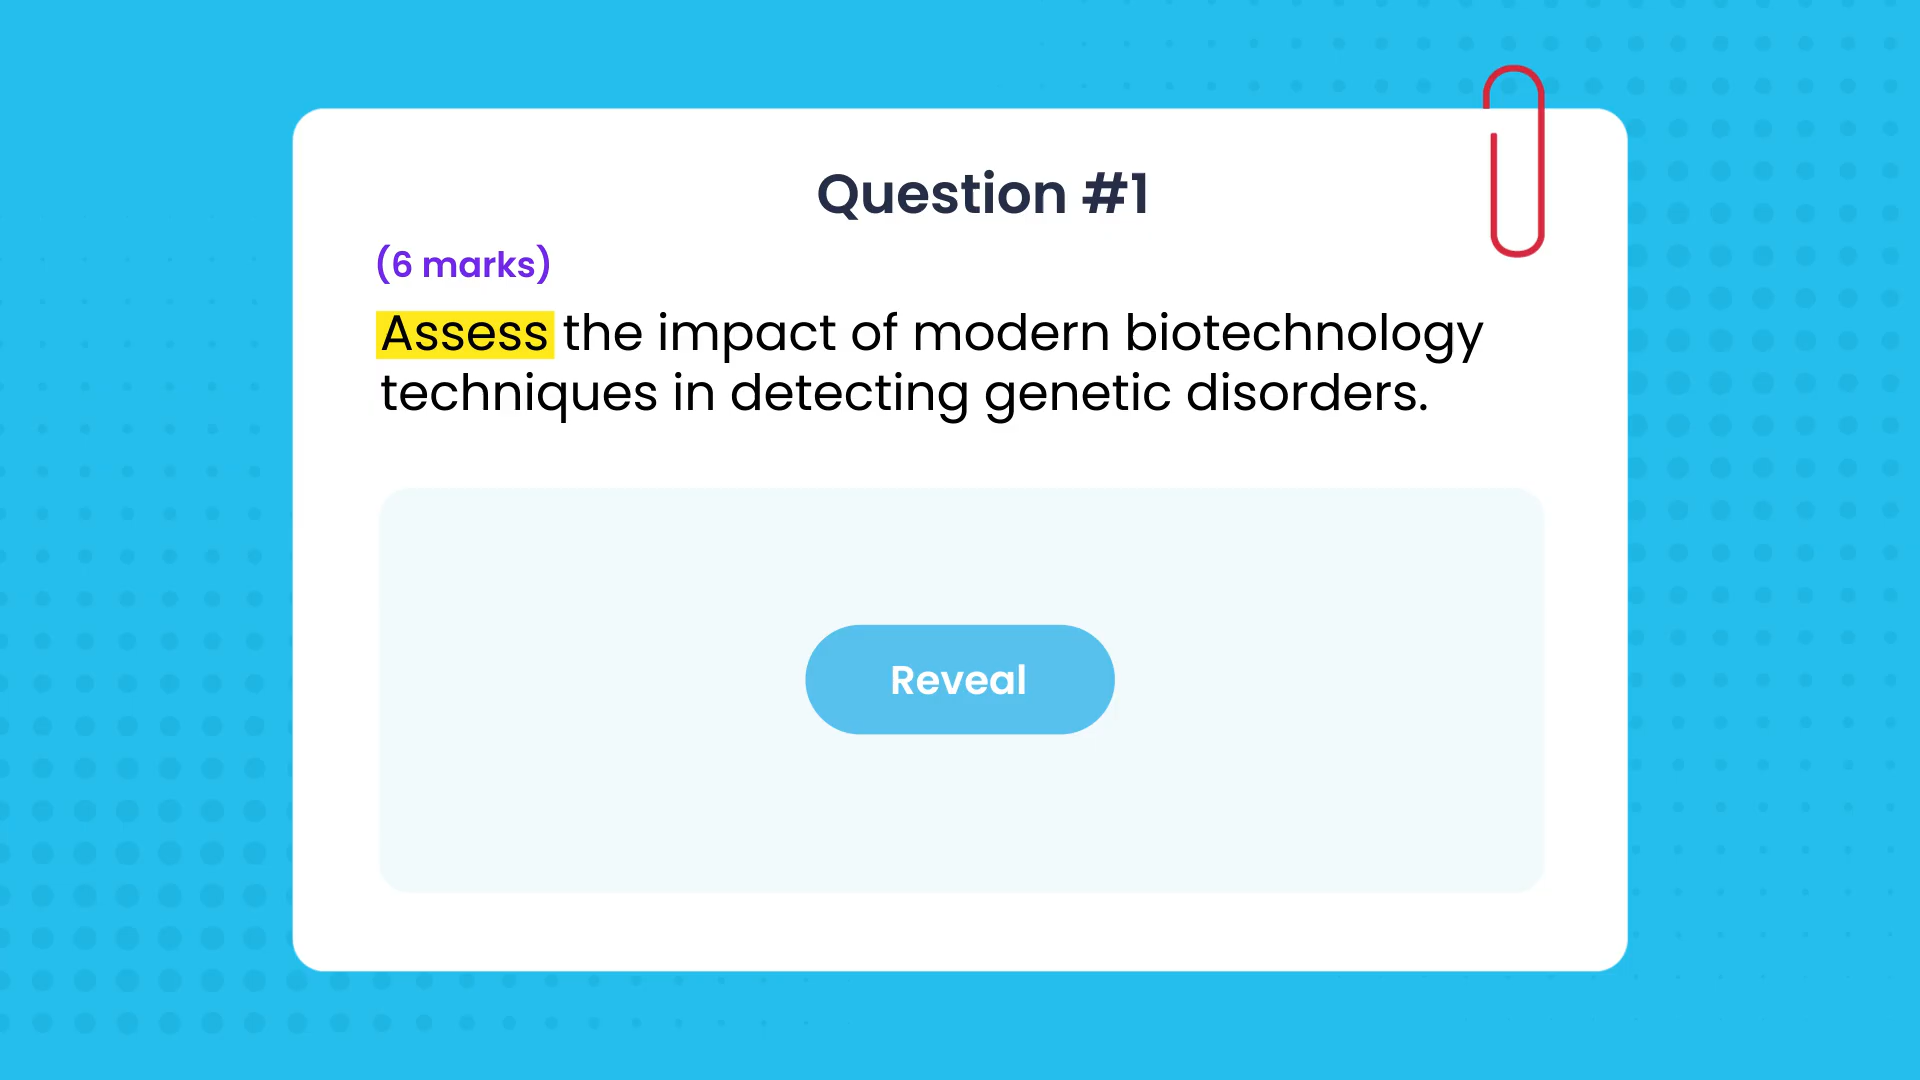 Question #1
(6 marks)
Assess the impact of modern biotechnology
techniques in detecting genetic disorders.
Reveal